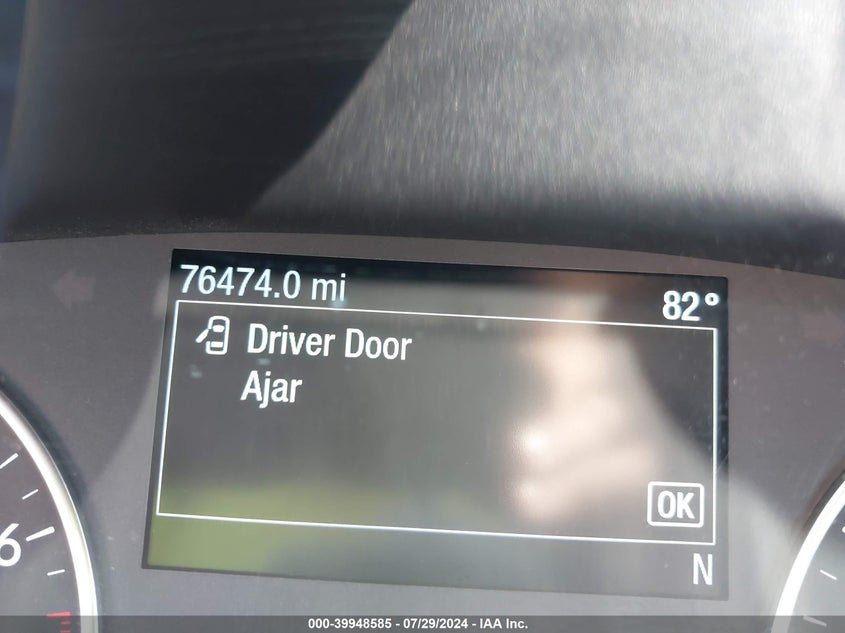 76474.0 mi
82°
Driver Door
Ajar
OK
N
6
000-39948585 - 07/29/2024 - IAA Inc.